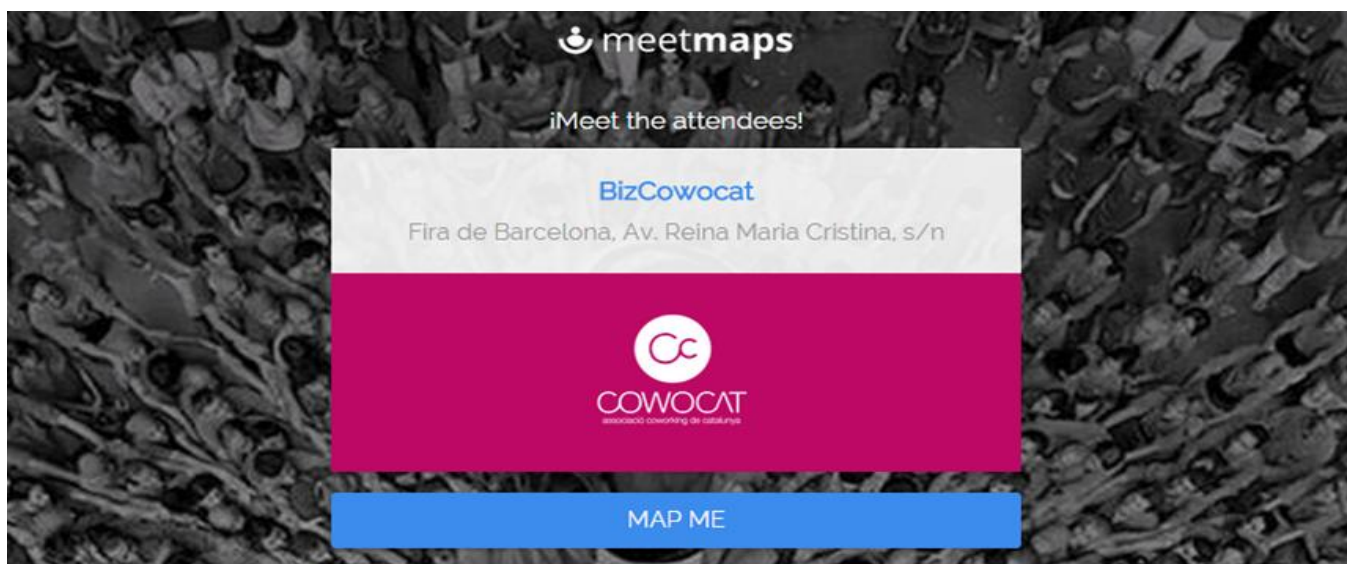 meetmaps
¡Meet the attendees!
BizCowocat
Fira de Barcelona, Av. Reina Maria Cristina, s/n
Cc
COWOCAT
associació coworking de catalunya
MAP ME